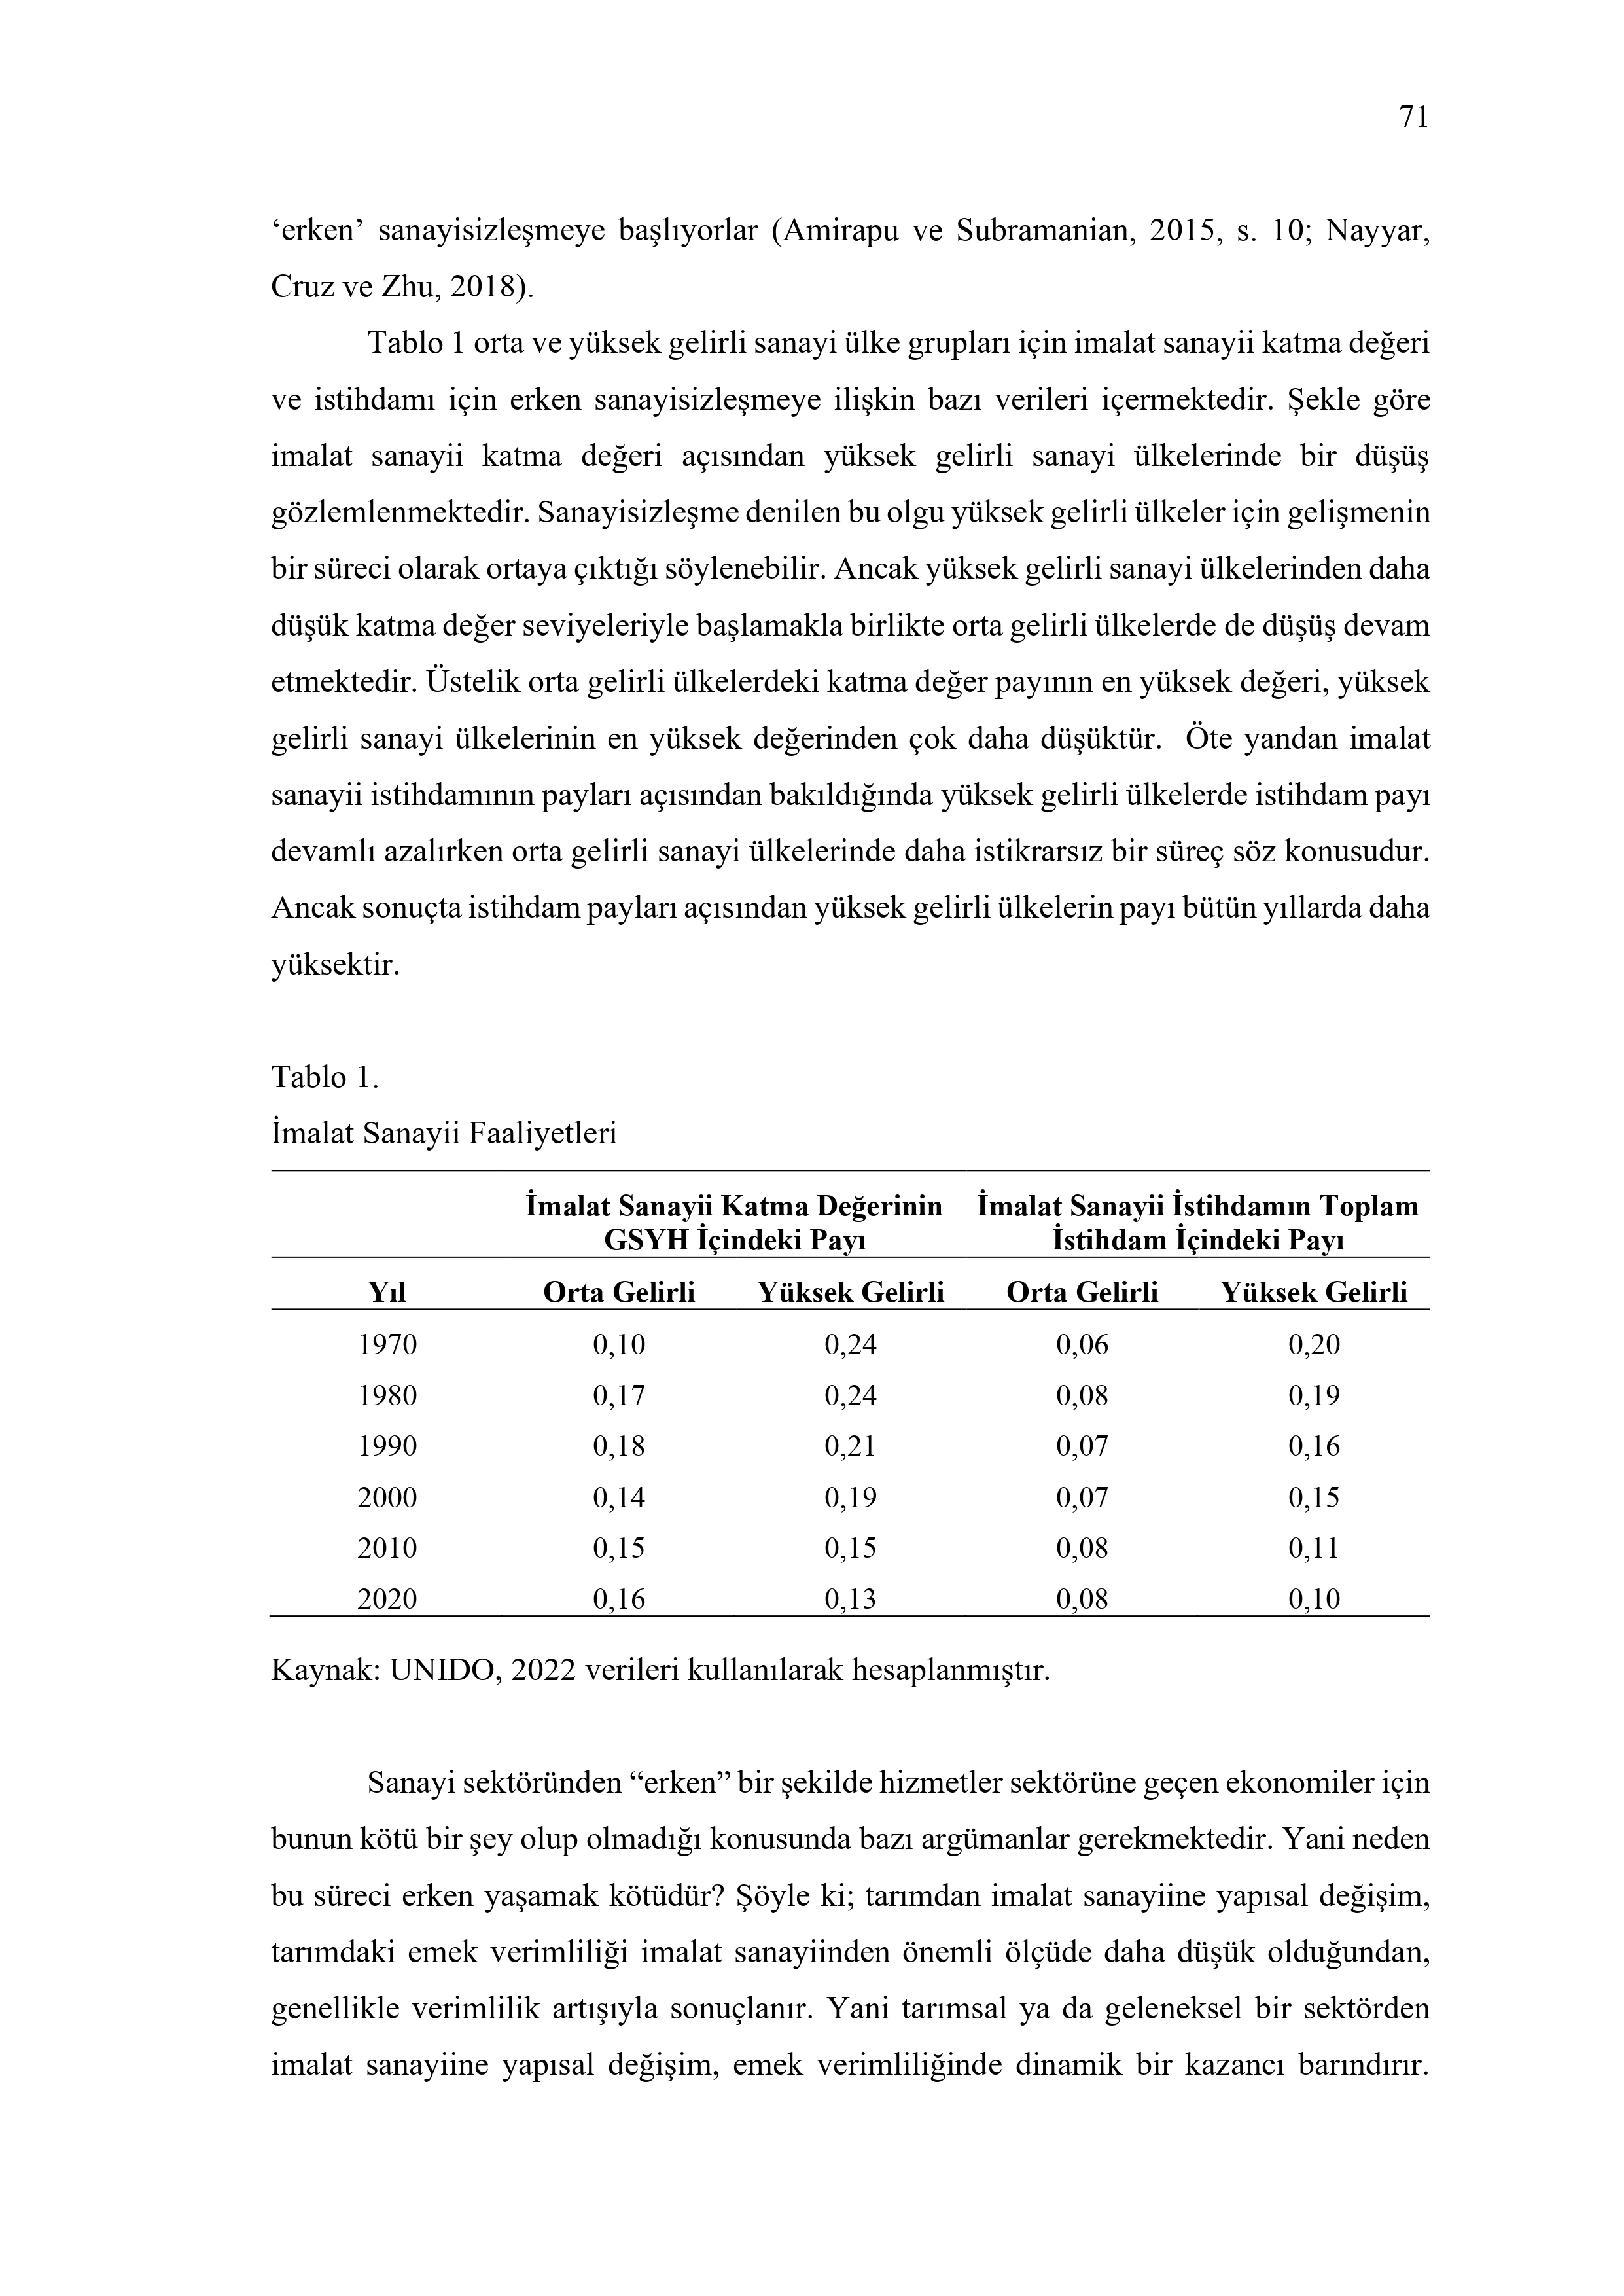 71
‘erken’ sanayisizleşmeye başlıyorlar (Amirapu ve Subramanian, 2015, s. 10; Nayyar,
Cruz ve Zhu, 2018).
Tablo 1 orta ve yüksek gelirli sanayi ülke grupları için imalat sanayii katma değeri
ve istihdamı için erken sanayisizleşmeye ilişkin bazı verileri içermektedir. Şekle göre
imalat sanayii katma değeri açısından yüksek gelirli sanayi ülkelerinde bir düşüş
gözlemlenmektedir. Sanayisizleşme denilen bu olgu yüksek gelirli ülkeler için gelişmenin
bir süreci olarak ortaya çıktığı söylenebilir. Ancak yüksek gelirli sanayi ülkelerinden daha
düşük katma değer seviyeleriyle başlamakla birlikte orta gelirli ülkelerde de düşüş devam
etmektedir. Üstelik orta gelirli ülkelerdeki katma değer payının en yüksek değeri, yüksek
gelirli sanayi ülkelerinin en yüksek değerinden çok daha düşüktür. Öte yandan imalat
sanayii istihdamının payları açısından bakıldığında yüksek gelirli ülkelerde istihdam payı
devamlı azalırken orta gelirli sanayi ülkelerinde daha istikrarsız bir süreç söz konusudur.
Ancak sonuçta istihdam payları açısından yüksek gelirli ülkelerin payı bütün yıllarda daha
yüksektir.
Tablo 1.
İmalat Sanayii Faaliyetleri
İmalat Sanayii Katma Değerinin İmalat Sanayii İstihdamın Toplam
GSYH İçindeki Payı İstihdam İçindeki Payı
Yıl Orta Gelirli Yüksek Gelirli Orta Gelirli Yüksek Gelirli
1970 0,10 0,24 0,06 0,20
1980 0,17 0,24 0,08 0,19
1990 0,18 0,21 0,07 0,16
2000 0,14 0,19 0,07 0,15
2010 0,15 0,15 0,08 0,11
2020 0,16 0,13 0,08 0,10
Kaynak: UNIDO, 2022 verileri kullanılarak hesaplanmıştır.
Sanayi sektöründen “erken” bir şekilde hizmetler sektörüne geçen ekonomiler için
bunun kötü bir şey olup olmadığı konusunda bazı argümanlar gerekmektedir. Yani neden
bu süreci erken yaşamak kötüdür? Şöyle ki; tarımdan imalat sanayiine yapısal değişim,
tarımdaki emek verimliliği imalat sanayiinden önemli ölçüde daha düşük olduğundan,
genellikle verimlilik artışıyla sonuçlanır. Yani tarımsal ya da geleneksel bir sektörden
imalat sanayiine yapısal değişim, emek verimliliğinde dinamik bir kazancı barındırır.